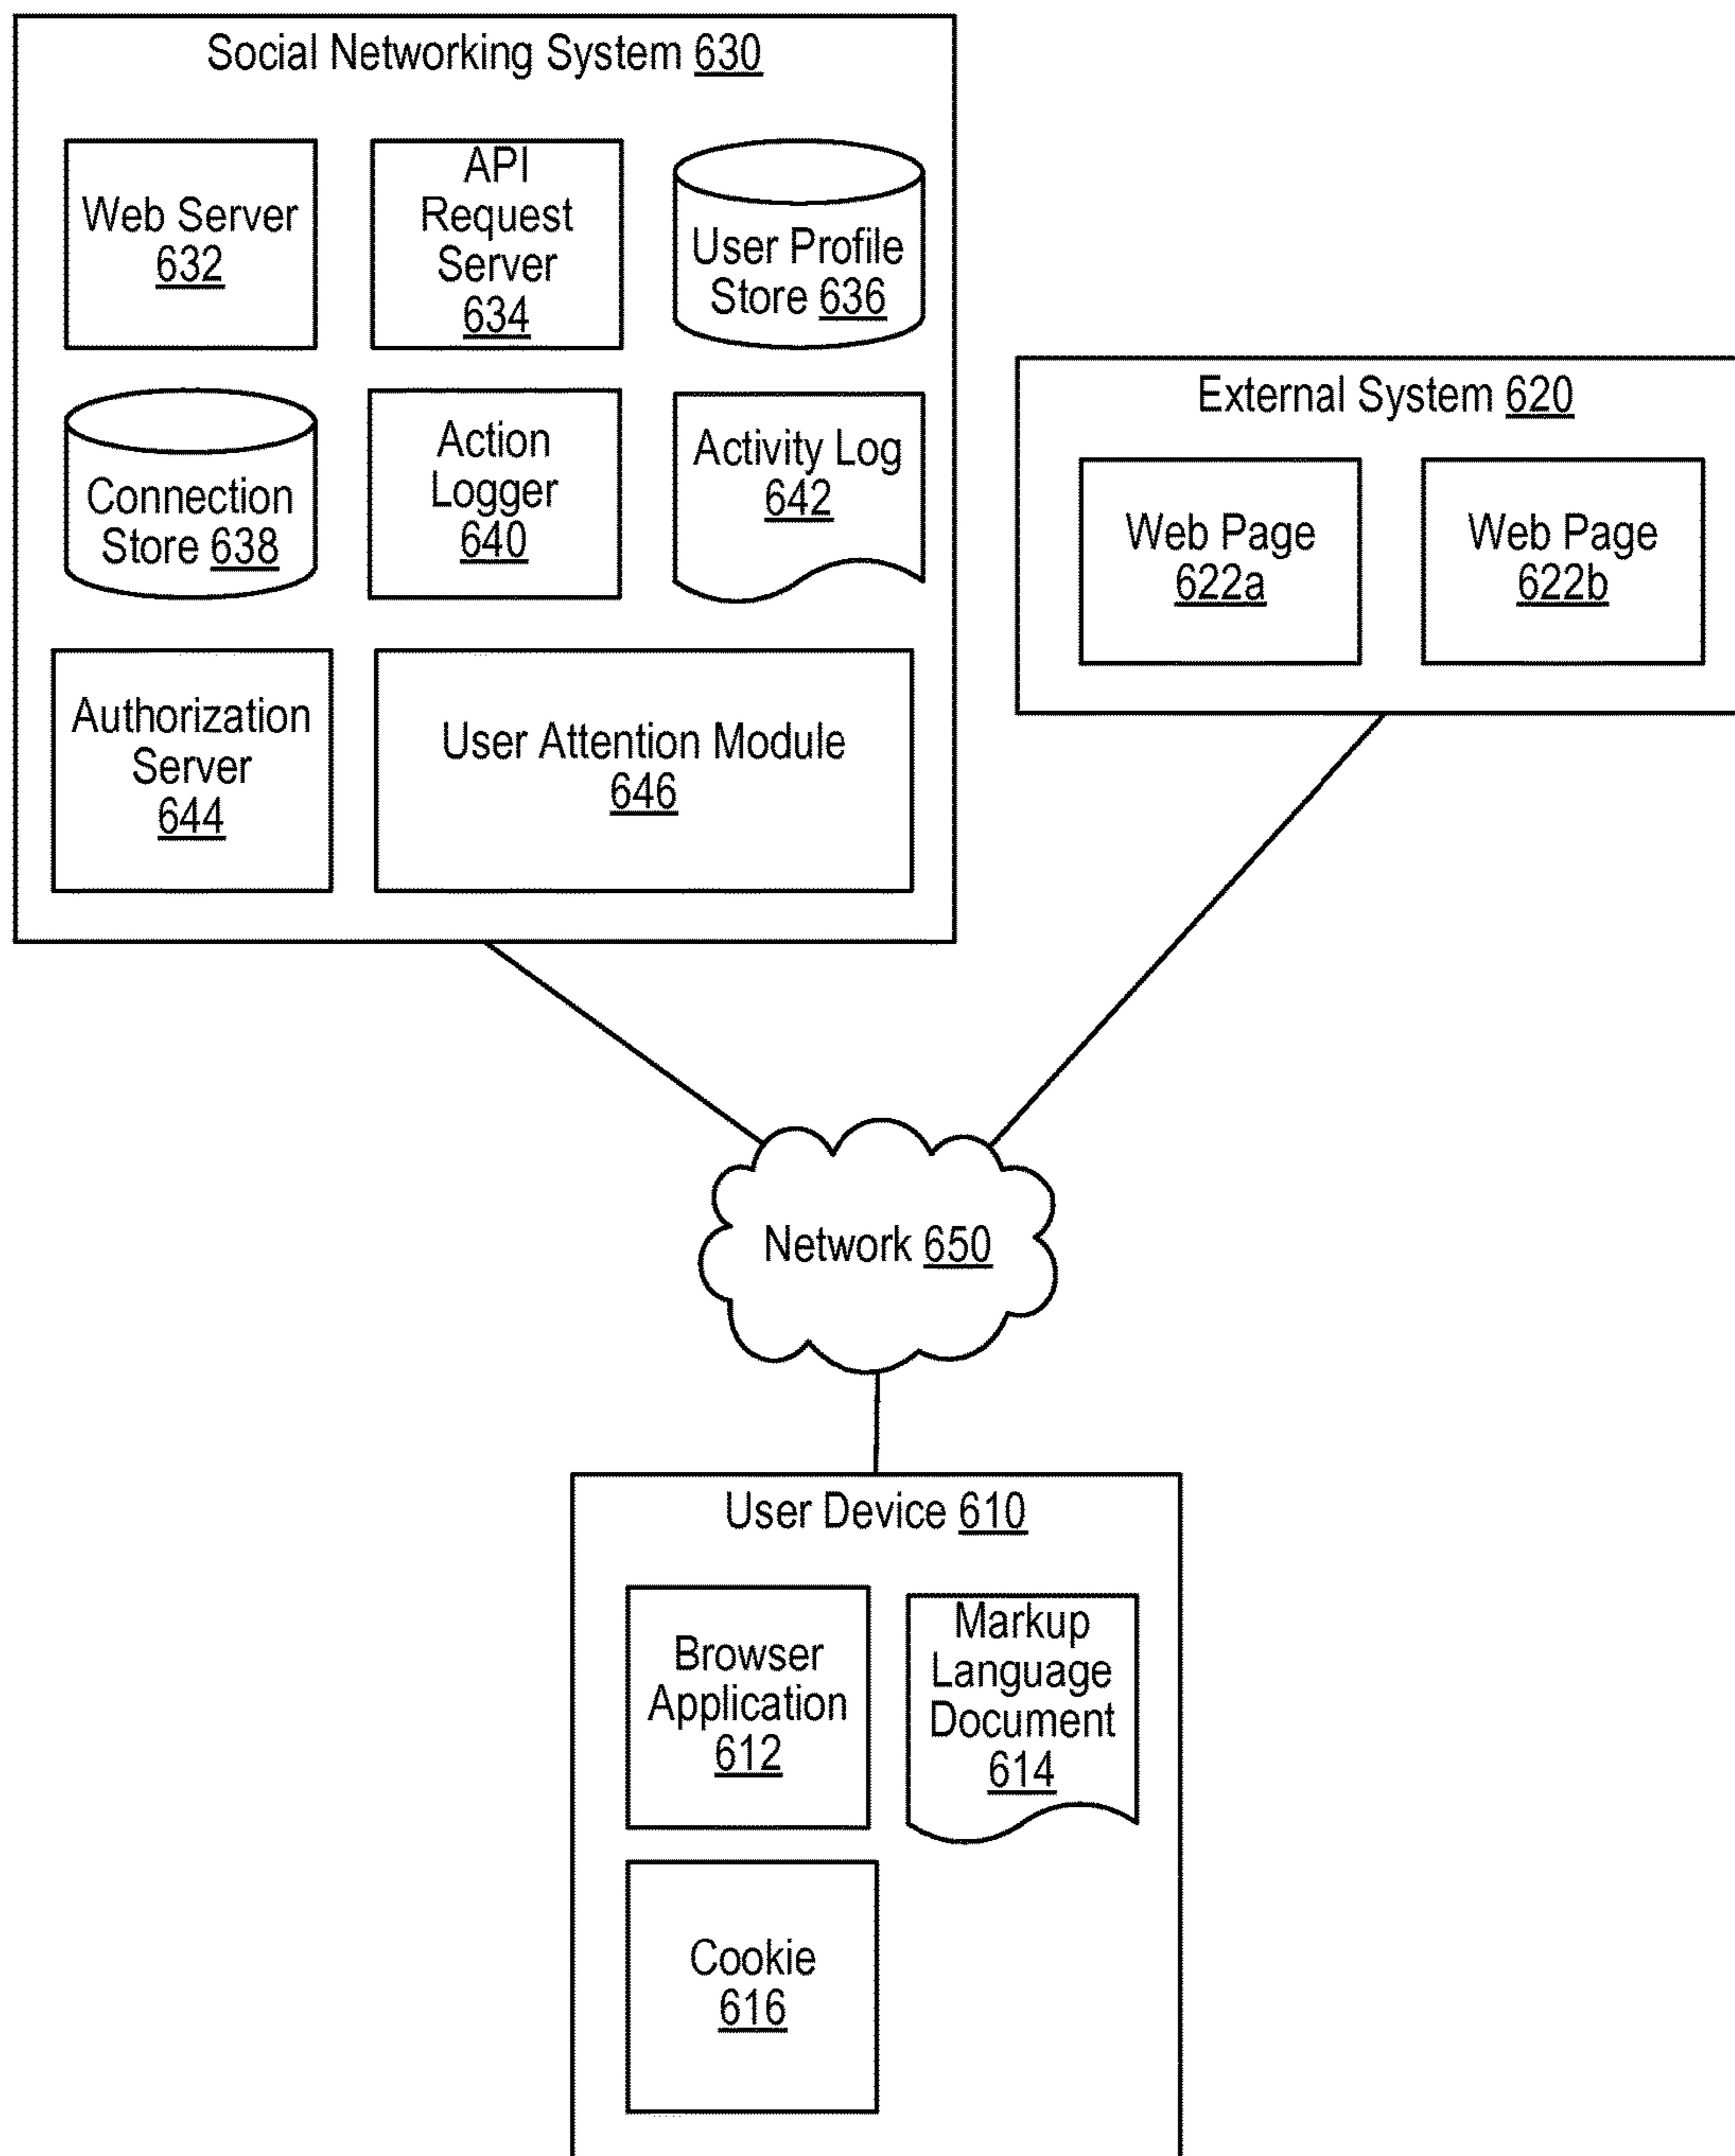 Social Networking System 630
Web Server
632
API
Request
Server
634
User Profile
Store 636
Connection
Store 638
Action
Logger
640
Activity Log
642
Authorization
Server
644
User Attention Module
646
External System 620
Web Page
622a
Web Page
622b
Network 650
User Device 610
Browser
Application
612
Markup
Language
Document
614
Cookie
616